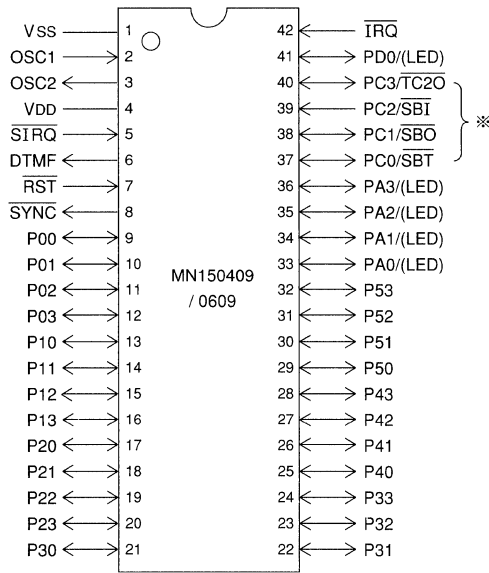 VSS 1 42 IRQ
OSC1 2 41 PD0/(LED)
OSC2 3 40 PC3/TC2O
VDD 4 39 PC2/SBI
SIRQ 5 38 PC1/SBO ※
DTMF 6 37 PC0/SBT
RST 7 36 PA3/(LED)
SYNC 8 35 PA2/(LED)
P00 9 34 PA1/(LED)
P01 10 33 PA0/(LED)
MN150409
P02 11 32 P53
/ 0609
P03 12 31 P52
P10 13 30 P51
P11 14 29 P50
P12 15 28 P43
P13 16 27 P42
P20 17 26 P41
P21 18 25 P40
P22 19 24 P33
P23 20 23 P32
P30 21 22 P31